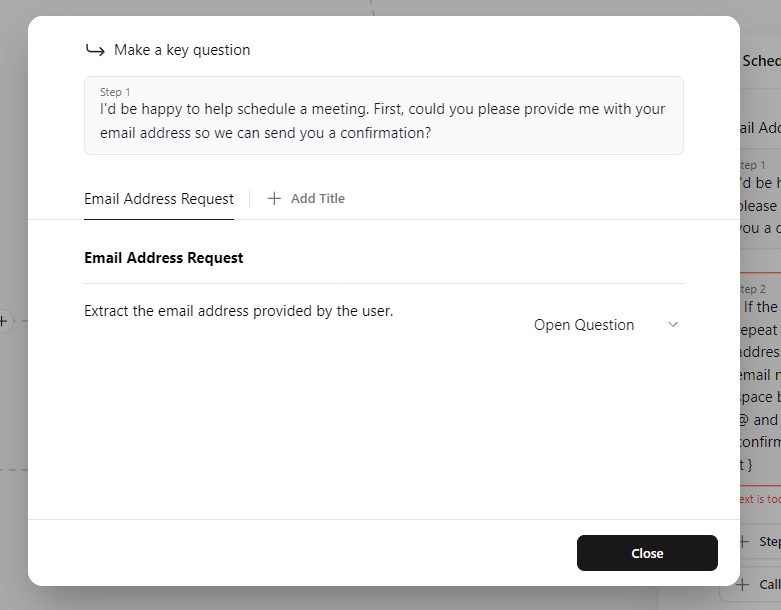 Make a key question
Step 1
I'd be happy to help schedule a meeting. First, could you please provide me with your
email address so we can send you a confirmation?
Email Address Request
Add Title
Email Address Request
Extract the email address provided by the user.
Open Question
Close
Sched
ail Add
tep 1
'd be h
please
you a c
tep 2
If the
epeat
addres
email n
space b
@ and
confirm
t }
ext is too
Step
Call